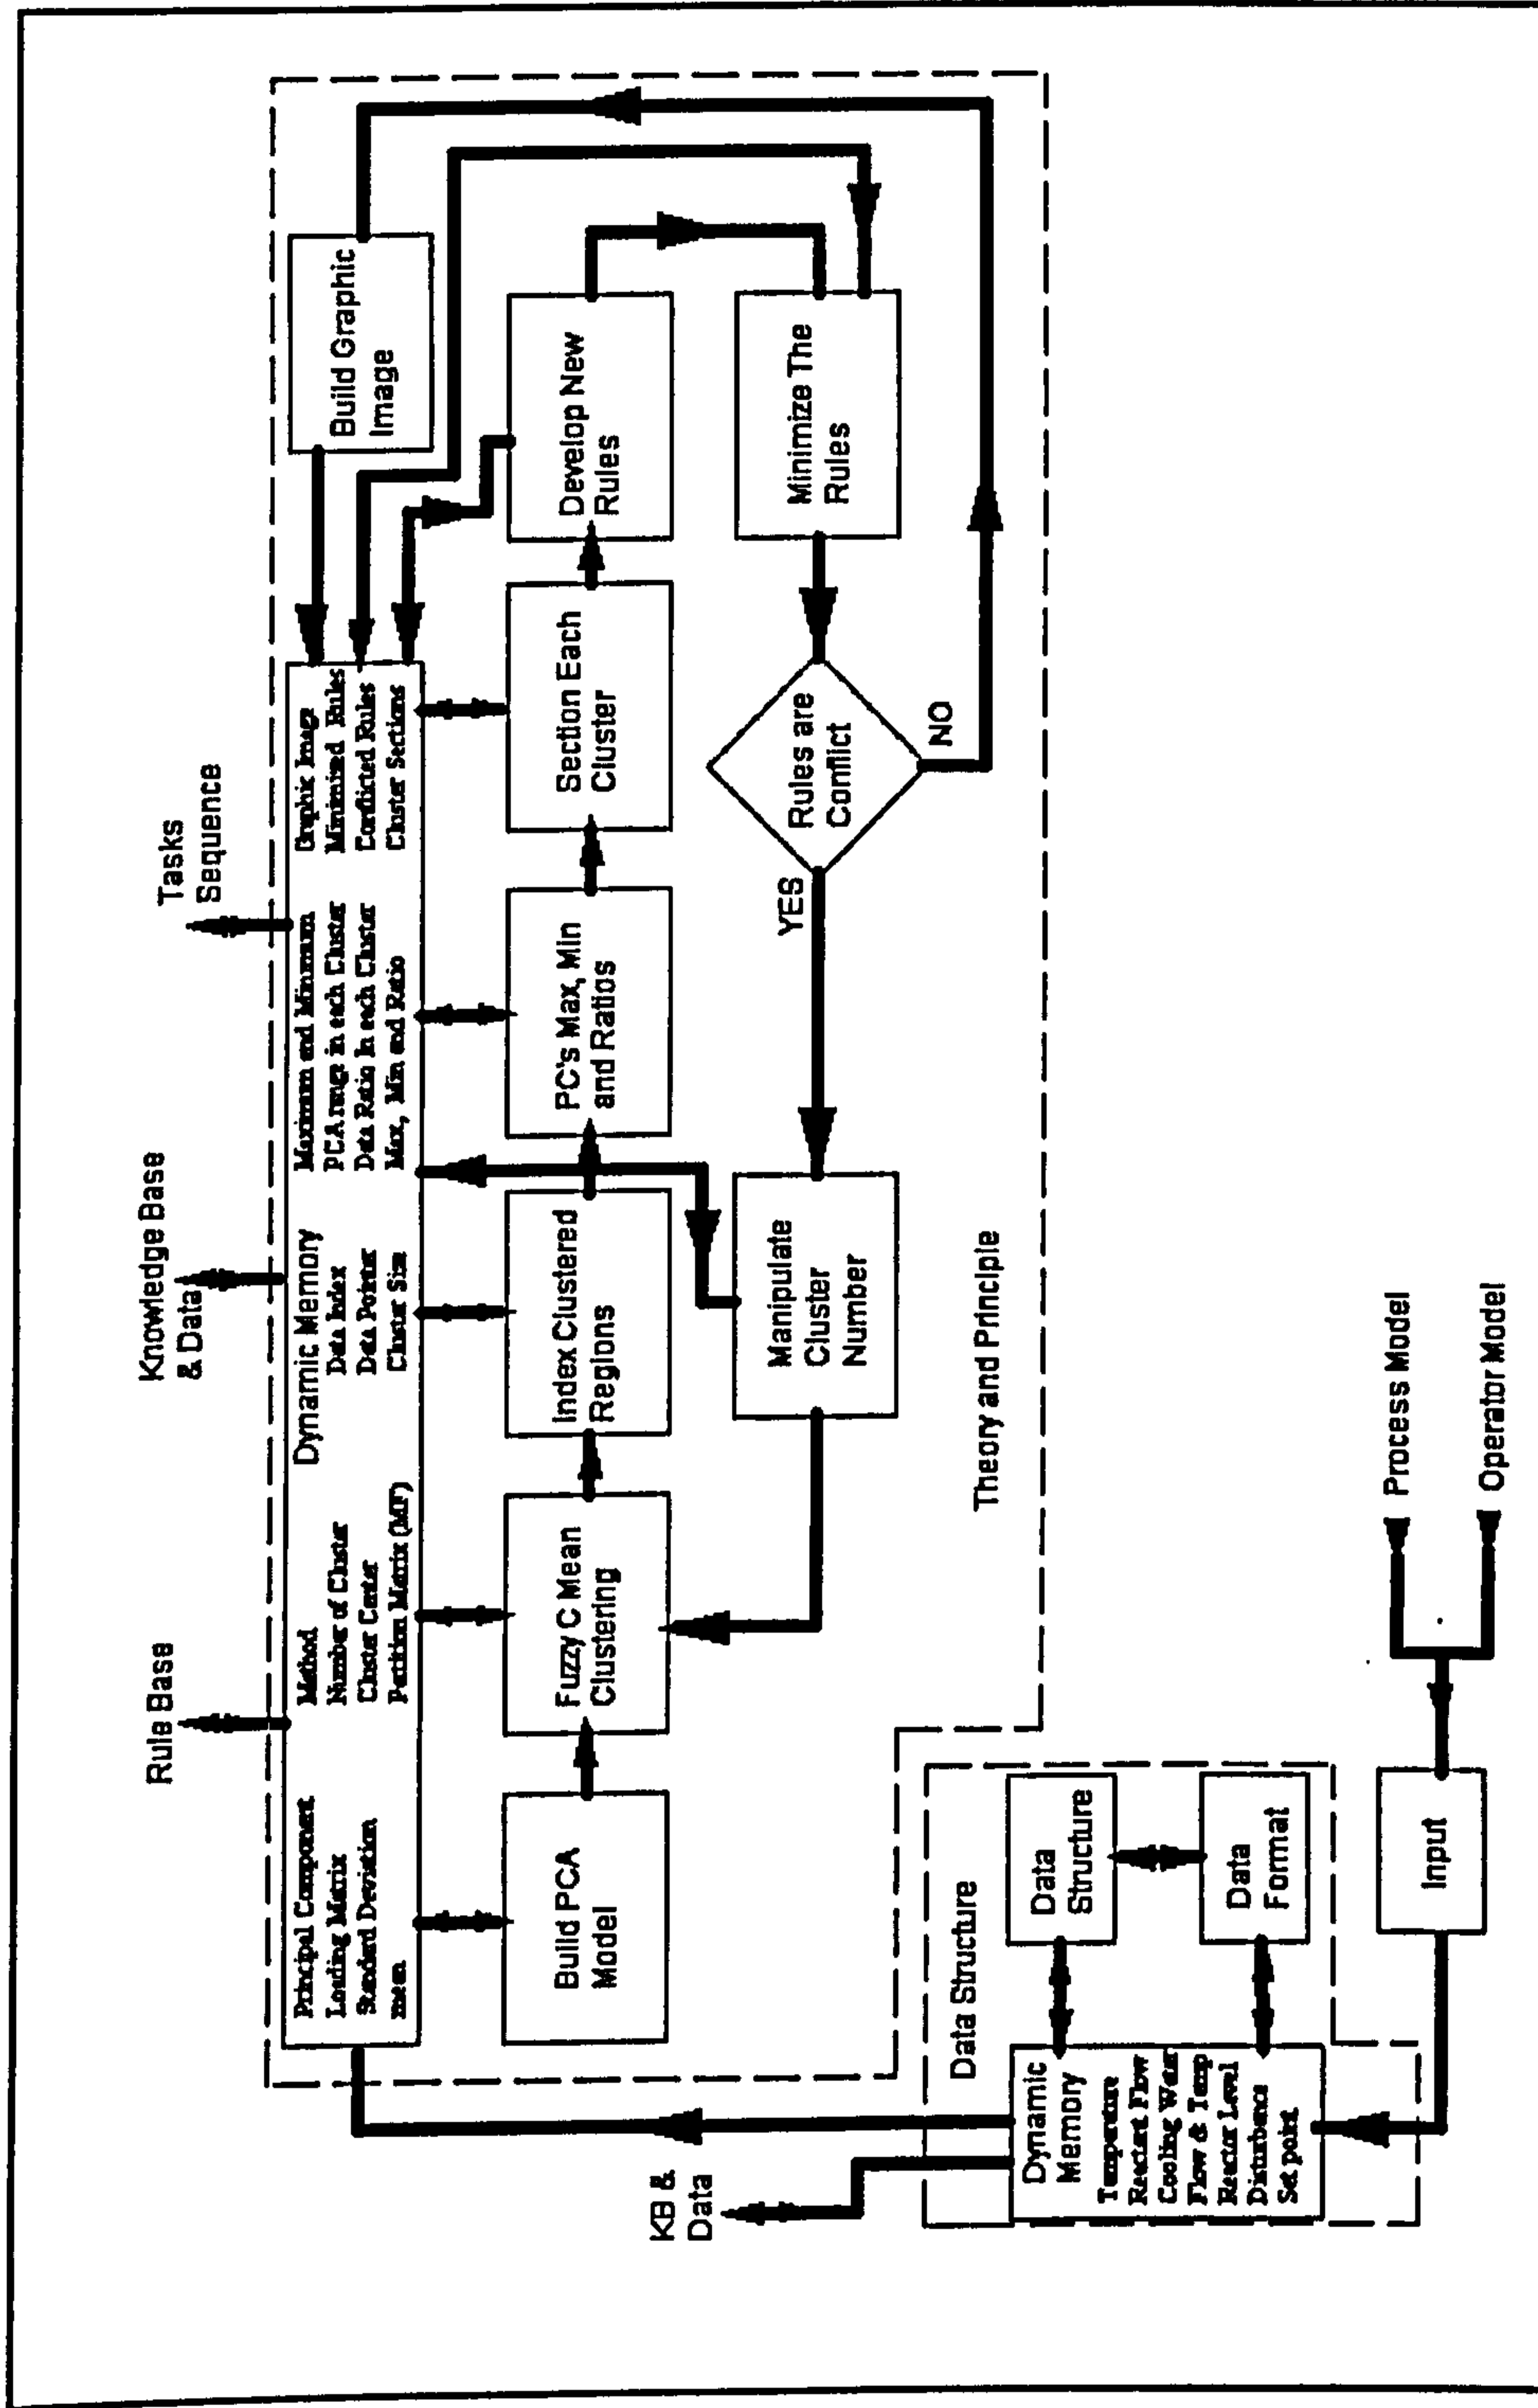 Rule Base
Knowledge Base
& Data
Tasks
Sequence
Dynamic Memory
Principal Component
Loading Matrix
Standard Deviation
mean
Method
Number of Cluster
Cluster Center
Partition Matrix (MF)
Data Index
Data Pointer
Cluster Size
Maximum and Minimum
PCA range in each Cluster
Data Ratio In each Cluster
Max, Min and Ratio
Graphic Image
Minimized Rules
Conflicted Rules
Cluster Sections
Build Graphic
Image
Build PCA
Model
Fuzzy C Mean
Clustering
Index Clustered
Regions
PC's Max, Min
and Ratios
Section Each
Cluster
Develop New
Rules
Manipulate
Cluster
Number
YES
Rules are
Conflict
NO
Minimize The
Rules
Theory and Principle
KB &
Data
Data Structure
Dynamic
Memory
Temperature
Reactant Flow
Cooling Water
Flow & Temp
Reactor Level
Disturbance
Set point
Data
Structure
Data
Format
Input
Process Model
Operator Model